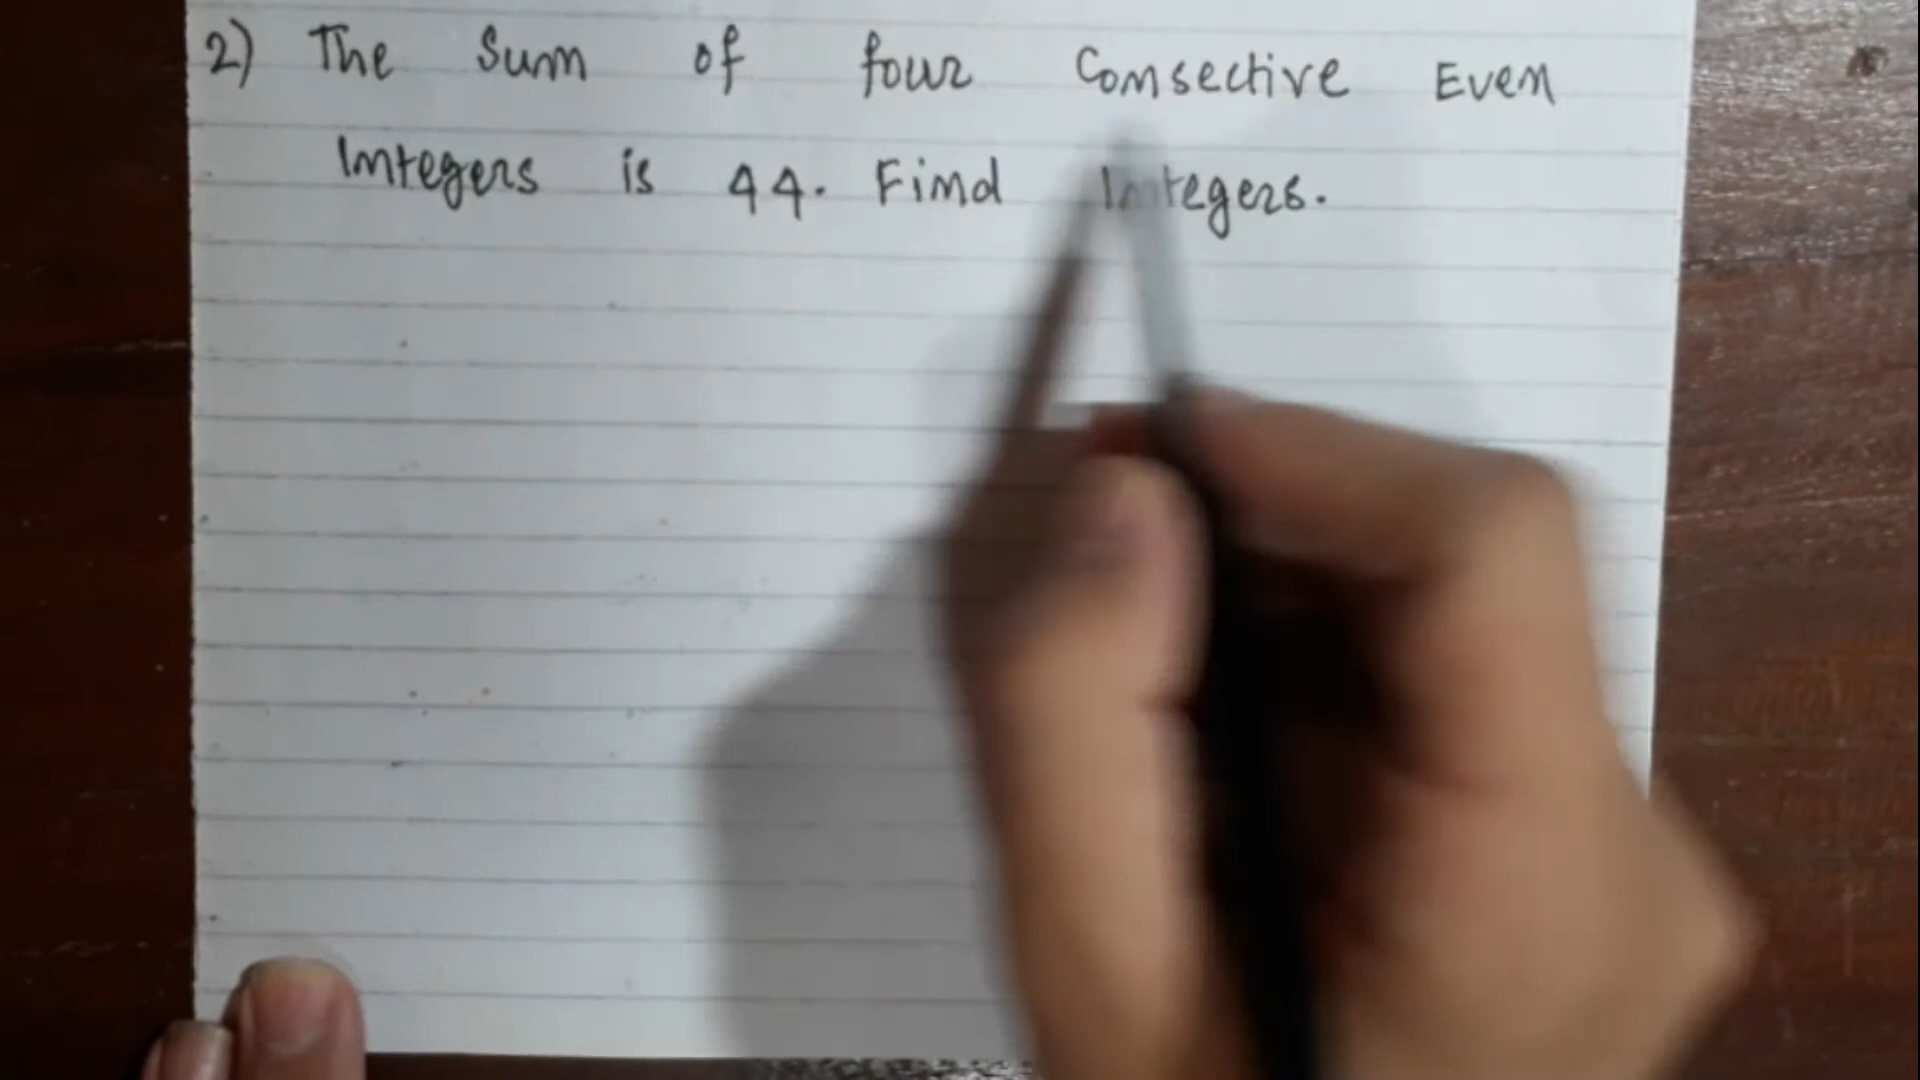 2) The Sum of four Consective Even
Integers is 44. Find Integers.